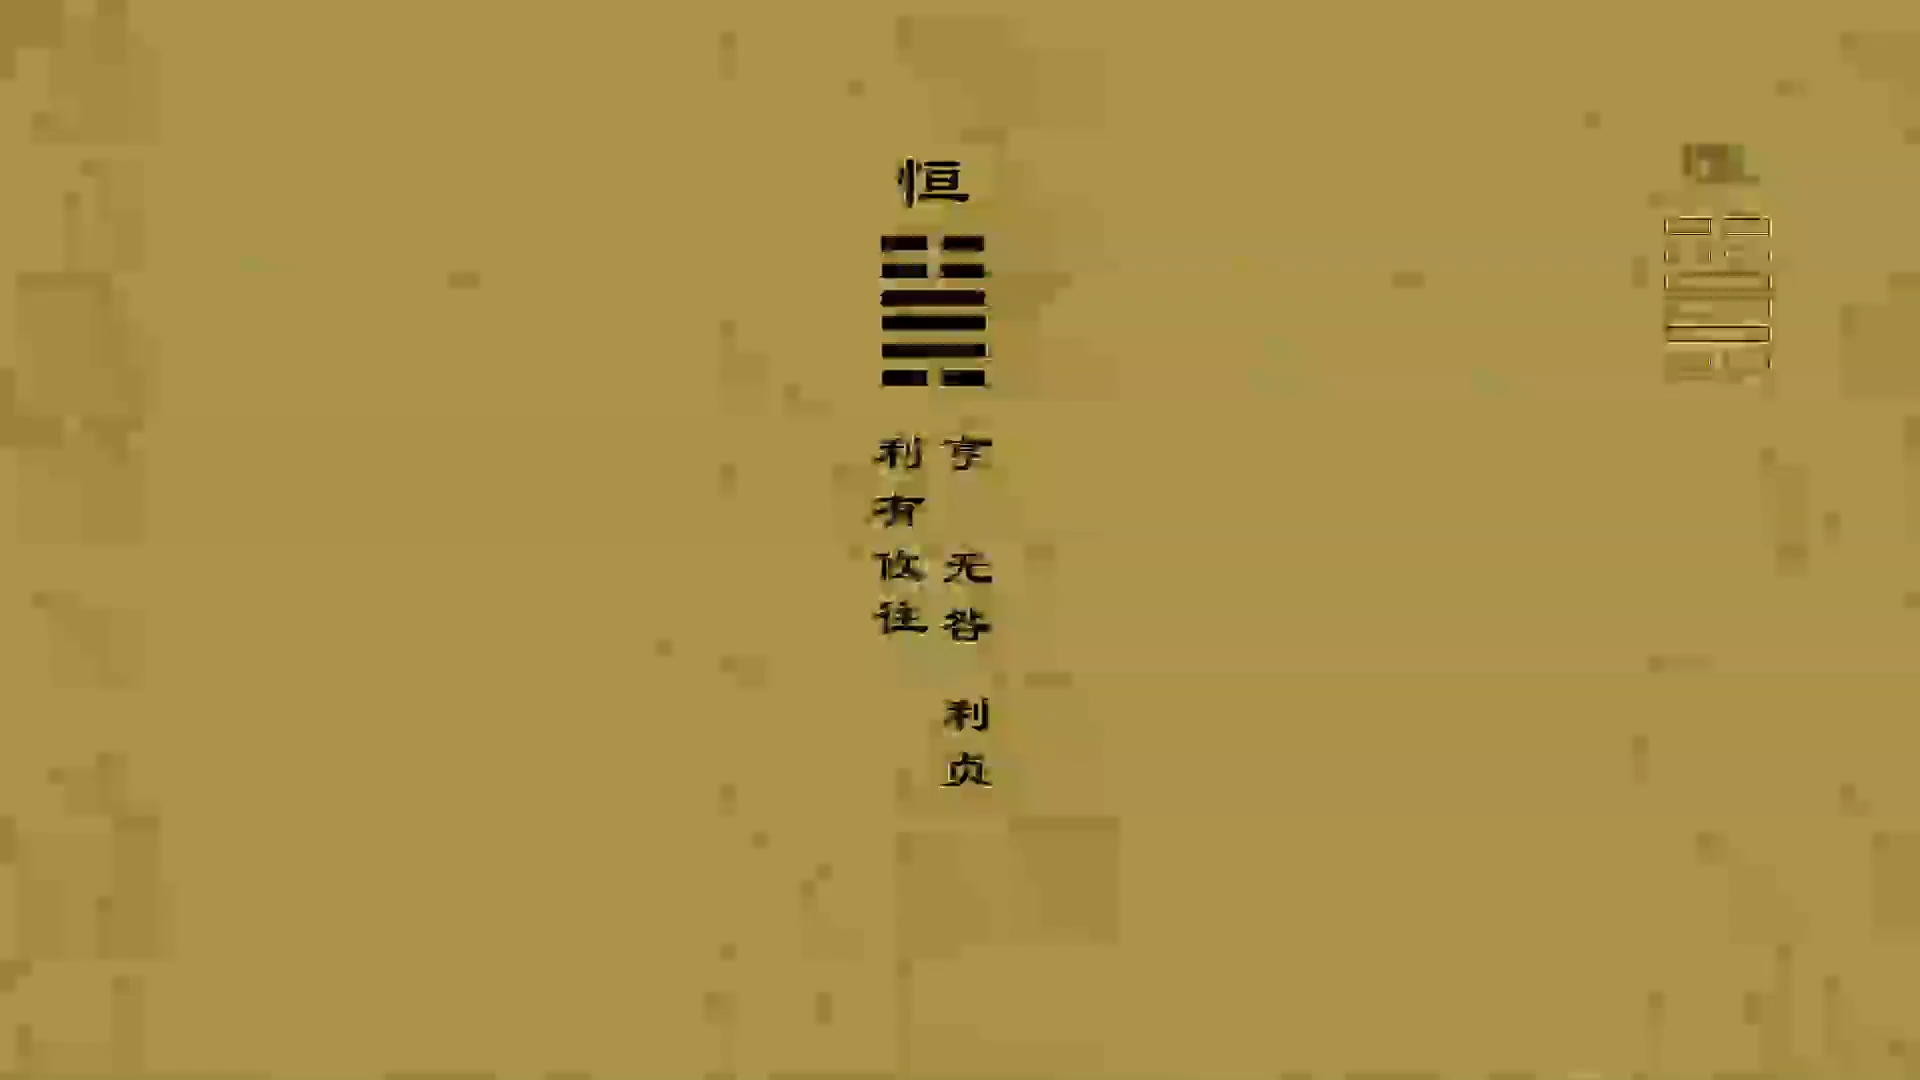 恒
亨 无咎 利贞
利有攸往